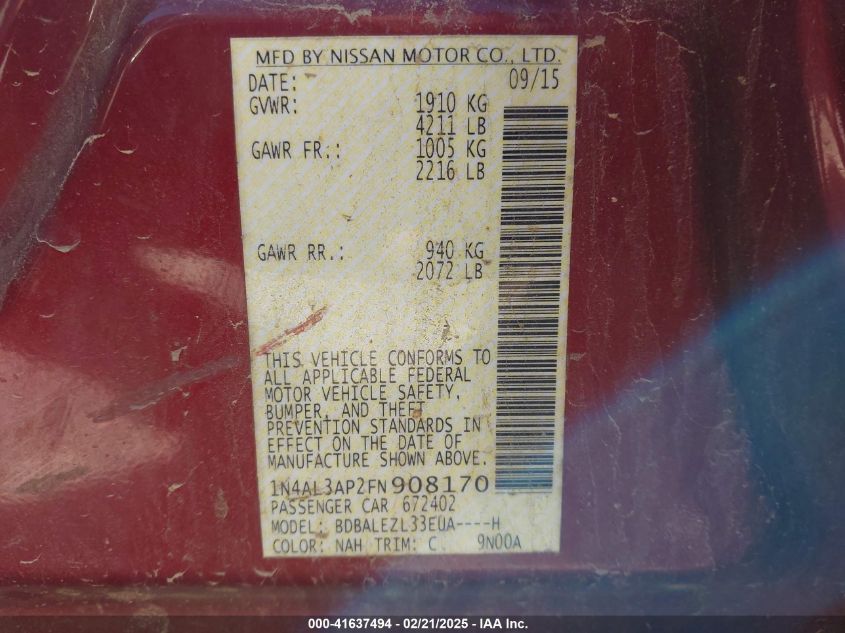 MFD BY NISSAN MOTOR CO., LTD.
DATE: 09/15
GVWR: 1910 KG
4211 LB
GAWR FR.: 1005 KG
2216 LB
GAWR RR.: 940 KG
2072 LB
THIS VEHICLE CONFORMS TO
ALL APPLICABLE FEDERAL
MOTOR VEHICLE SAFETY,
BUMPER, AND THEFT
PREVENTION STANDARDS IN
EFFECT ON THE DATE OF
MANUFACTURE SHOWN ABOVE.
1N4AL3AP2FN908170
PASSENGER CAR 672402
MODEL: BDBALEZL33EUA----H
COLOR: NAH TRIM: C 9N00A
000-41637494 - 02/21/2025 - IAA Inc.